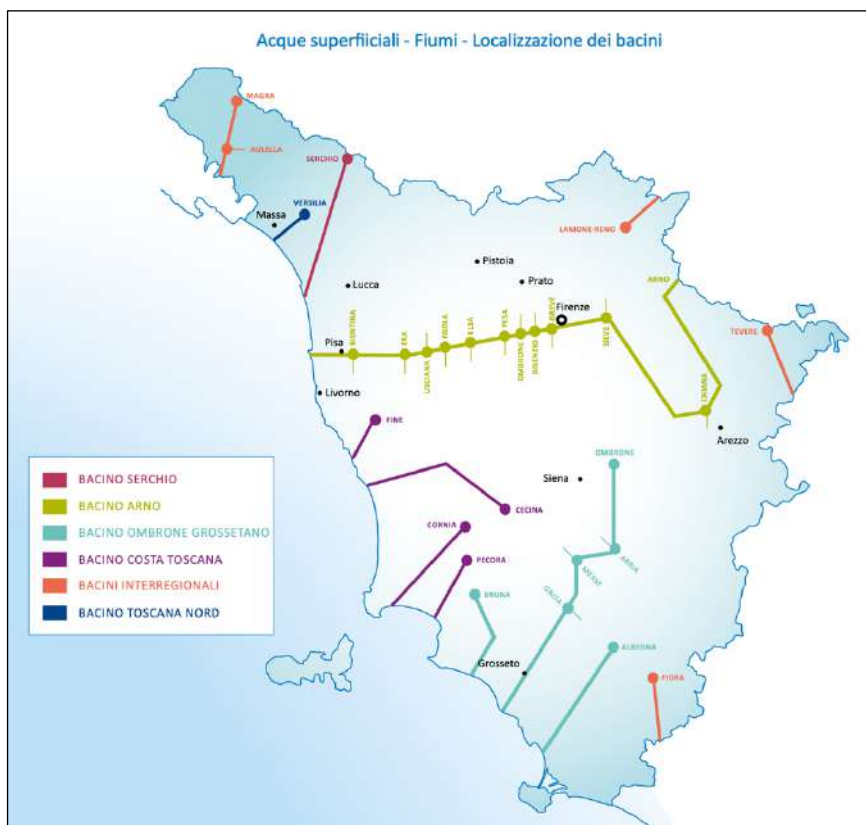 Acque superfiiciali - Fiumi - Localizzazione dei bacini
MAGRA
AULELLA
SERCHIO
VERSILIA
Massa
LAMONE-RENO
Pistoia
Prato
Lucca
ARNO
Firenze
TEVERE
Pisa
BIENTINA
ERA
USCIANA
EGOLA
ELSA
PESA
OMBRONE
BISENZIO
GREVE
SIEVE
CHIANA
Livorno
Arezzo
FINE
OMBRONE
Siena
CECINA
CORNIA
PECORA
ARBIA
MERSE
ORCIA
BRUNA
ALBEGNA
Grosseto
FIORA
BACINO SERCHIO
BACINO ARNO
BACINO OMBRONE GROSSETANO
BACINO COSTA TOSCANA
BACINI INTERREGIONALI
BACINO TOSCANA NORD